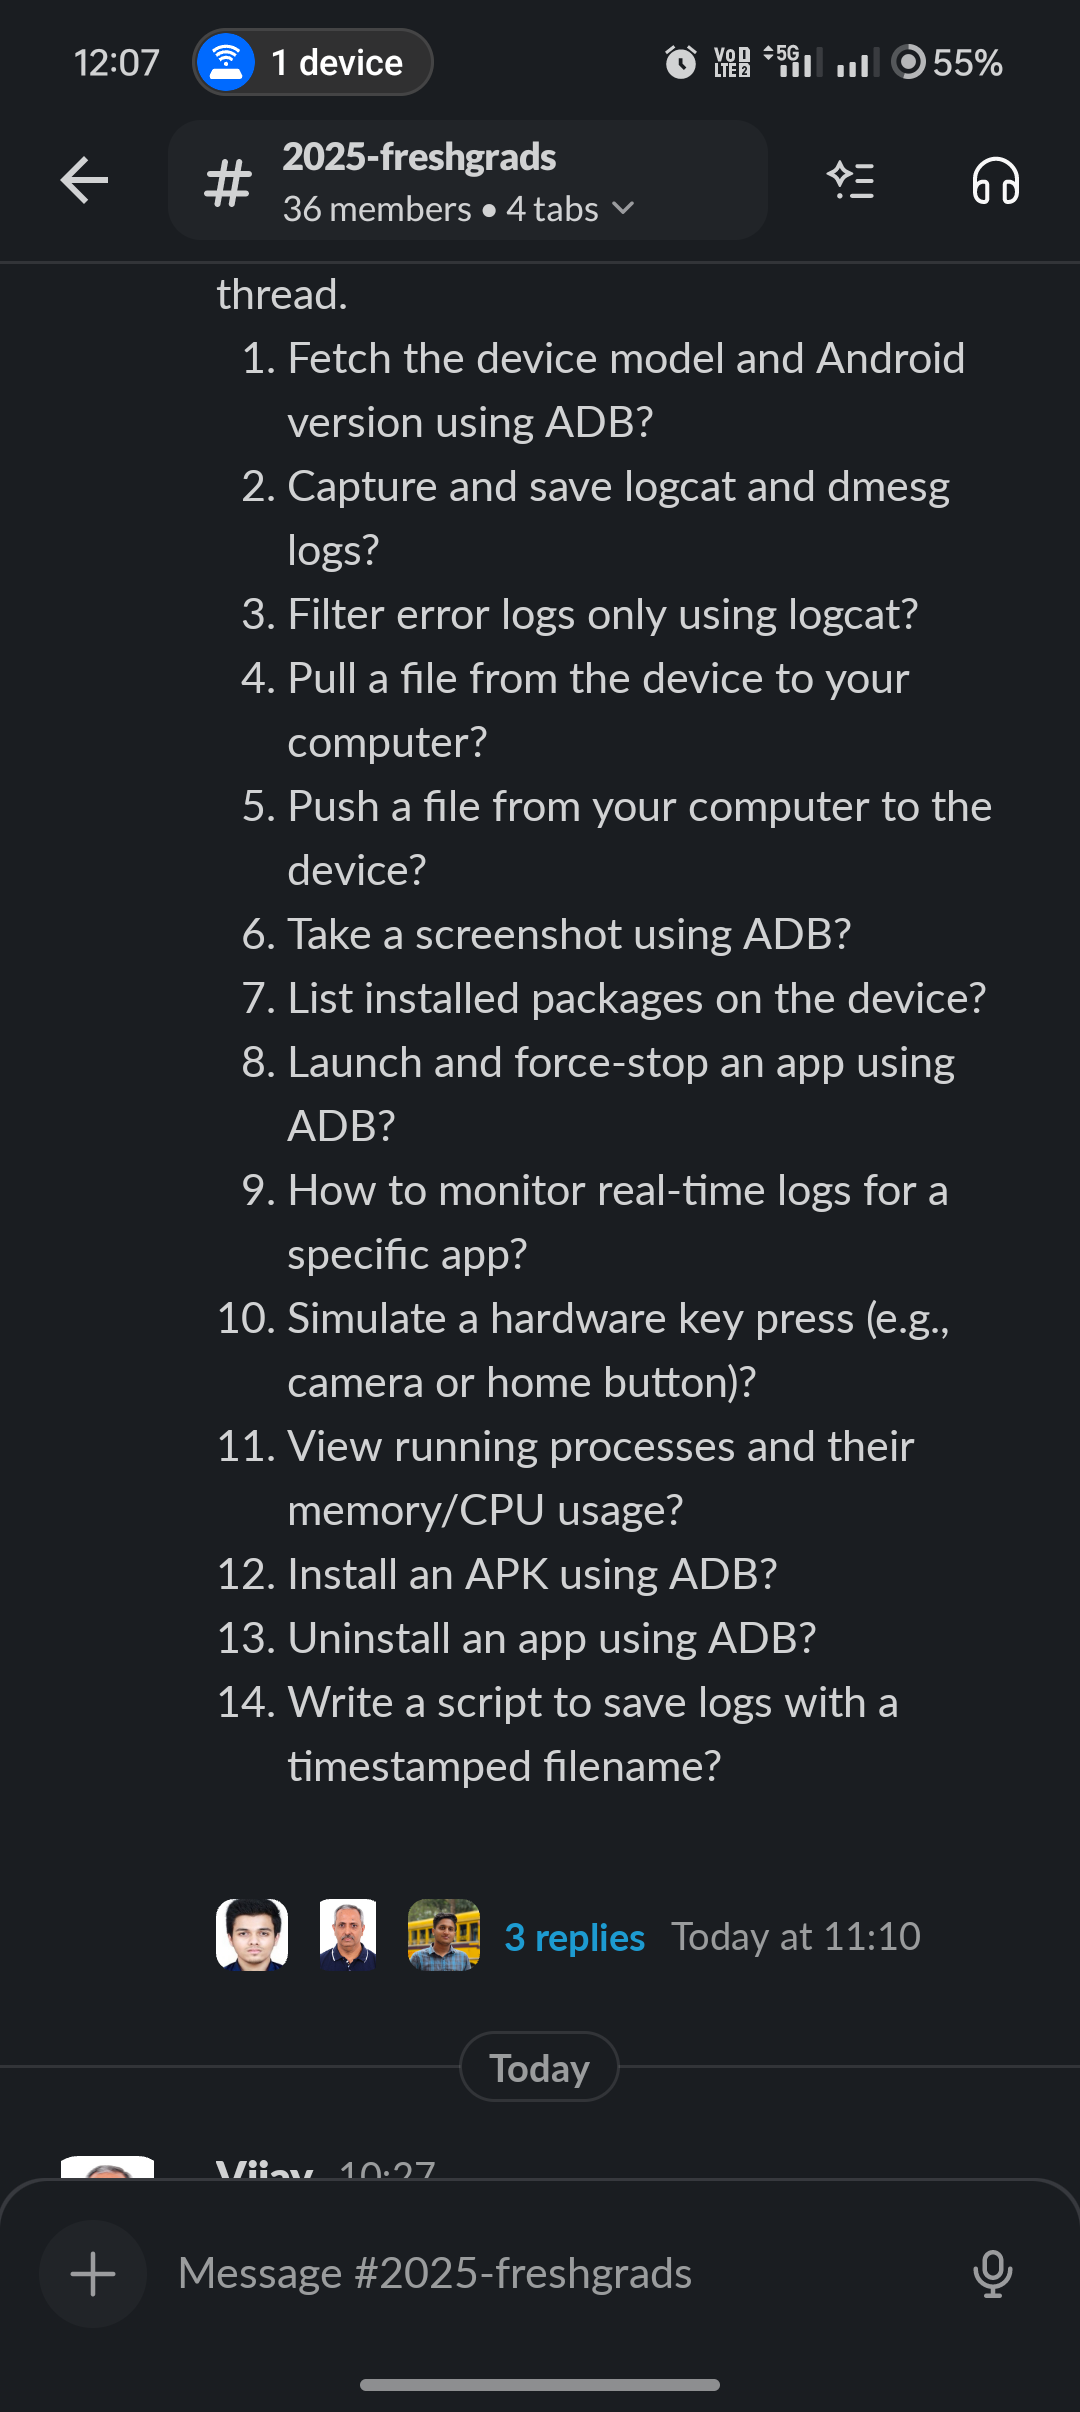 12:07
1 device
Vo 1
LTE 2
5G
55%
2025-freshgrads
36 members • 4 tabs
thread.
1. Fetch the device model and Android
version using ADB?
2. Capture and save logcat and dmesg
logs?
3. Filter error logs only using logcat?
4. Pull a file from the device to your
computer?
5. Push a file from your computer to the
device?
6. Take a screenshot using ADB?
7. List installed packages on the device?
8. Launch and force-stop an app using
ADB?
9. How to monitor real-time logs for a
specific app?
10. Simulate a hardware key press (e.g.,
camera or home button)?
11. View running processes and their
memory/CPU usage?
12. Install an APK using ADB?
13. Uninstall an app using ADB?
14. Write a script to save logs with a
timestamped filename?
3 replies Today at 11:10
Today
Vijay 10:27
Message #2025-freshgrads